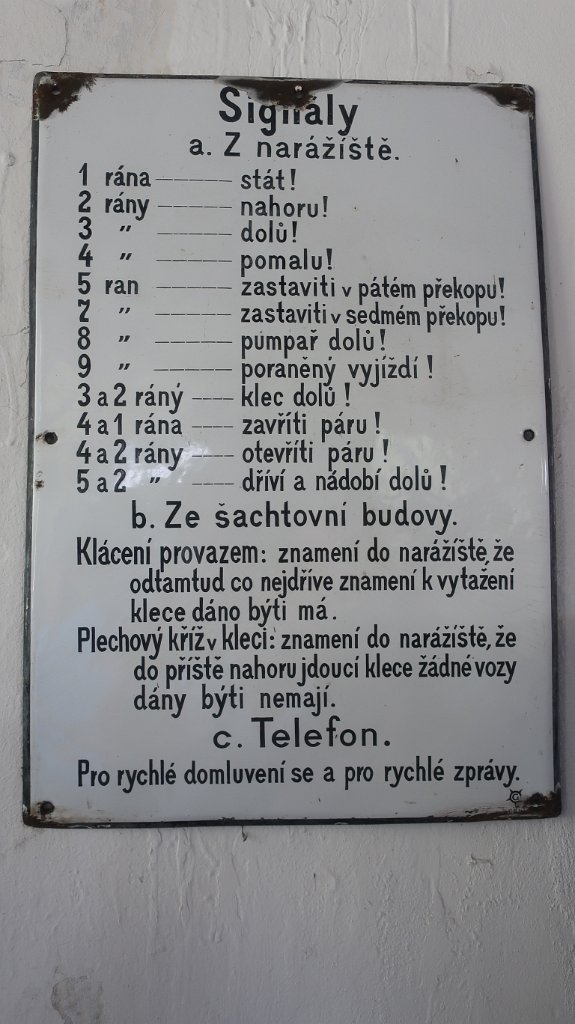 Signály
a. Z narážíště.
1 rána ––––– stát!
2 rány ––––– nahoru!
3 〃 ––––– dolů!
4 〃 ––––– pomalu!
5 ran ––––– zastaviti v pátém překopu!
7 〃 ––––– zastaviti v sedmém překopu!
8 〃 ––––– pumpař dolů!
9 〃 ––––– poraněný vyjíždí!
3 a 2 ráný –––– klec dolů!
4 a 1 rána –––– zavříti páru!
4 a 2 rány –––– otevříti páru!
5 a 2 〃 –––– dříví a nádobí dolů!
b. Ze šachtovní budovy.
Klácení provazem: znamení do narážíště, že
odtamtud co nejdříve znamení k vytažení
klece dáno býti má.
Plechový kříž v kleci: znamení do narážíště, že
do příště nahoru jdoucí klece žádné vozy
dány býti nemají.
c. Telefon.
Pro rychlé domluvení se a pro rychlé zprávy.